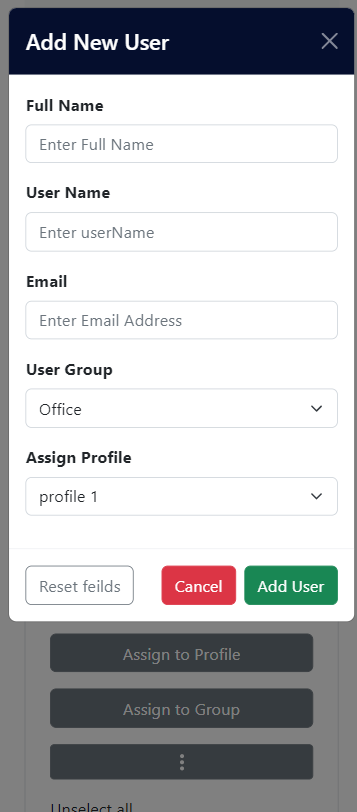 Add New User
Full Name
Enter Full Name
User Name
Enter userName
Email
Enter Email Address
User Group
Office
Assign Profile
profile 1
Reset feilds Cancel Add User
Assign to Profile
Assign to Group
Unselect all